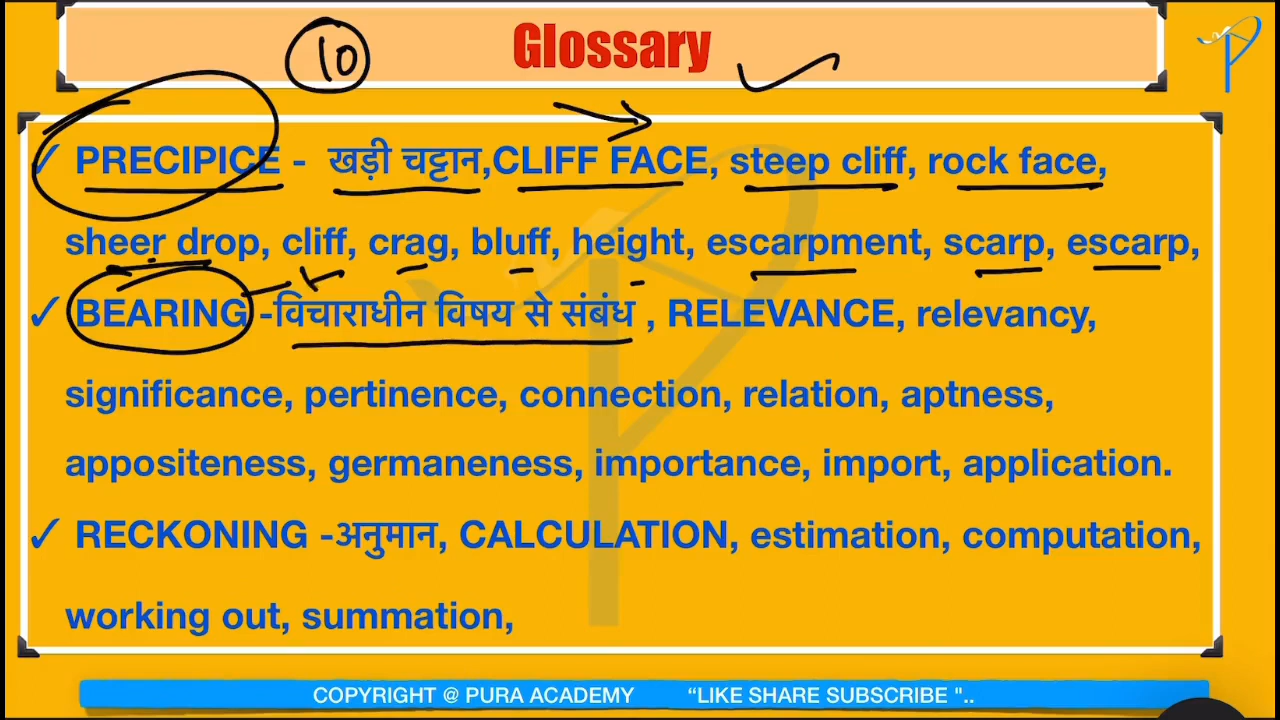 Glossary
10
✓ PRECIPICE - खड़ी चट्टान,CLIFF FACE, steep cliff, rock face,
sheer drop, cliff, crag, bluff, height, escarpment, scarp, escarp,
✓ BEARING -विचाराधीन विषय से संबंध , RELEVANCE, relevancy,
significance, pertinence, connection, relation, aptness,
appositeness, germaneness, importance, import, application.
✓ RECKONING -अनुमान, CALCULATION, estimation, computation,
working out, summation,
COPYRIGHT @ PURA ACADEMY “LIKE SHARE SUBSCRIBE "..